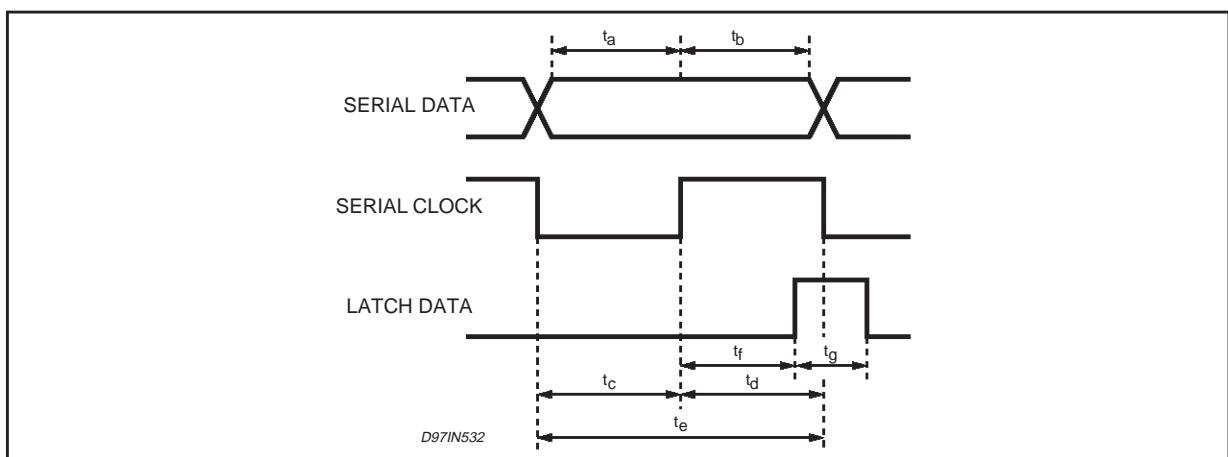 ta
tb
SERIAL DATA
SERIAL CLOCK
LATCH DATA
tf
tg
tc
td
te
D97IN532